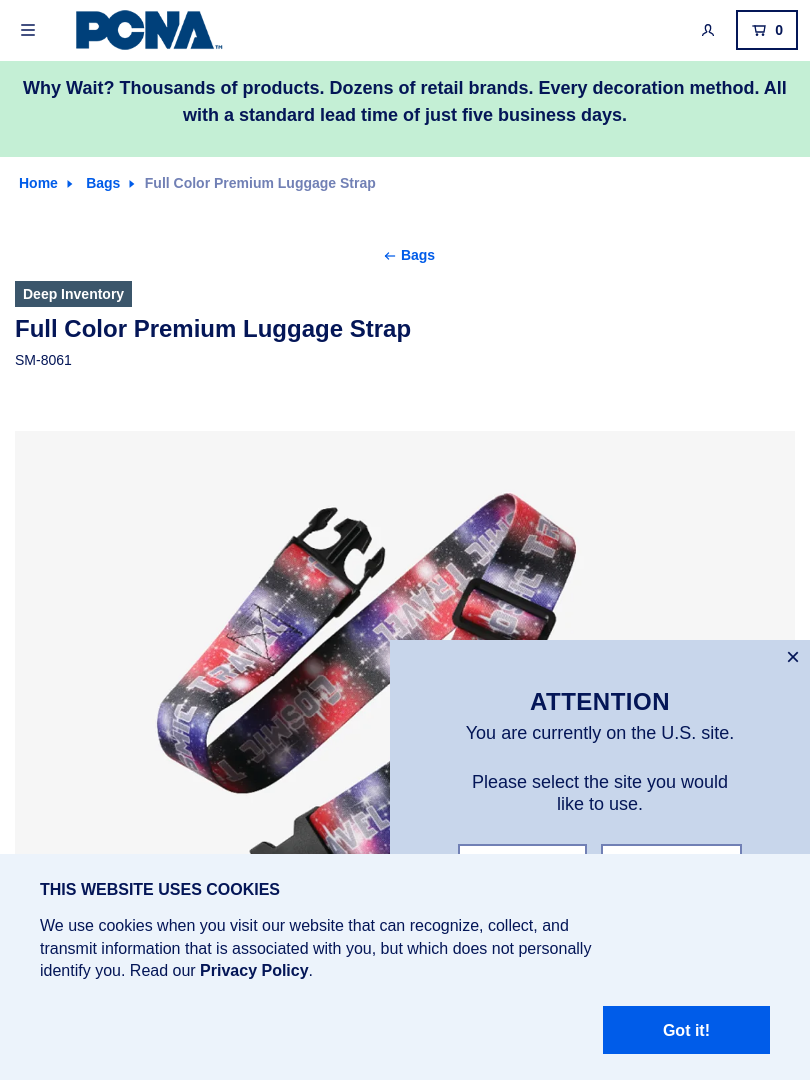 PCNA™
0
Why Wait? Thousands of products. Dozens of retail brands. Every decoration method. All
with a standard lead time of just five business days.
Home Bags Full Color Premium Luggage Strap
← Bags
Deep Inventory
Full Color Premium Luggage Strap
SM-8061
COSMIC TRAVEL
×
ATTENTION
You are currently on the U.S. site.
Please select the site you would
like to use.
THIS WEBSITE USES COOKIES
We use cookies when you visit our website that can recognize, collect, and
transmit information that is associated with you, but which does not personally
identify you. Read our Privacy Policy.
Got it!